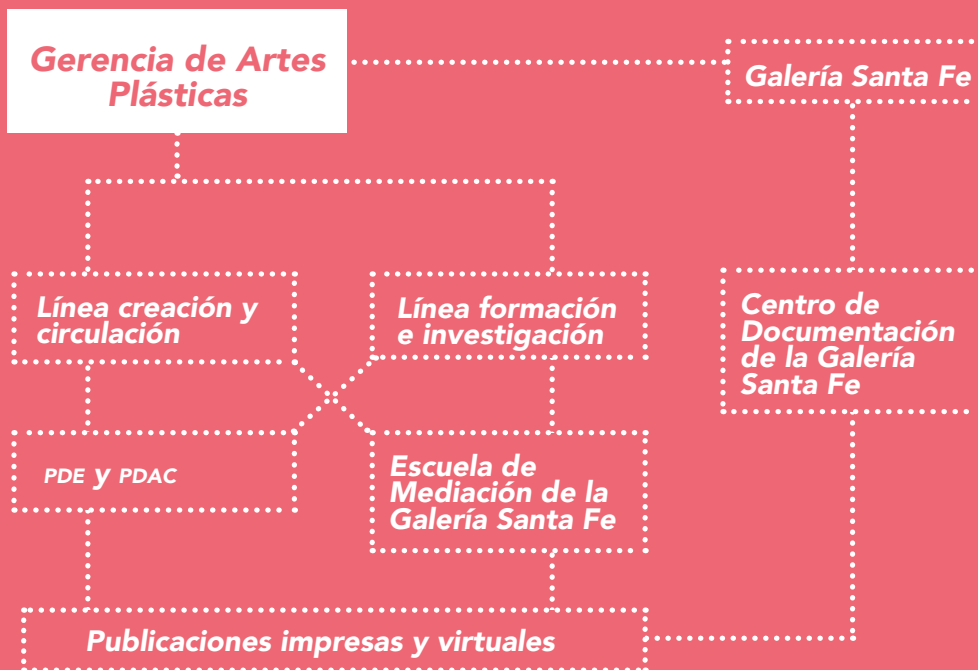 Gerencia de Artes
Plásticas
Galería Santa Fe
Línea creación y
circulación
Línea formación
e investigación
Centro de
Documentación
de la Galería
Santa Fe
PDE y PDAC
Escuela de
Mediación de la
Galería Santa Fe
Publicaciones impresas y virtuales